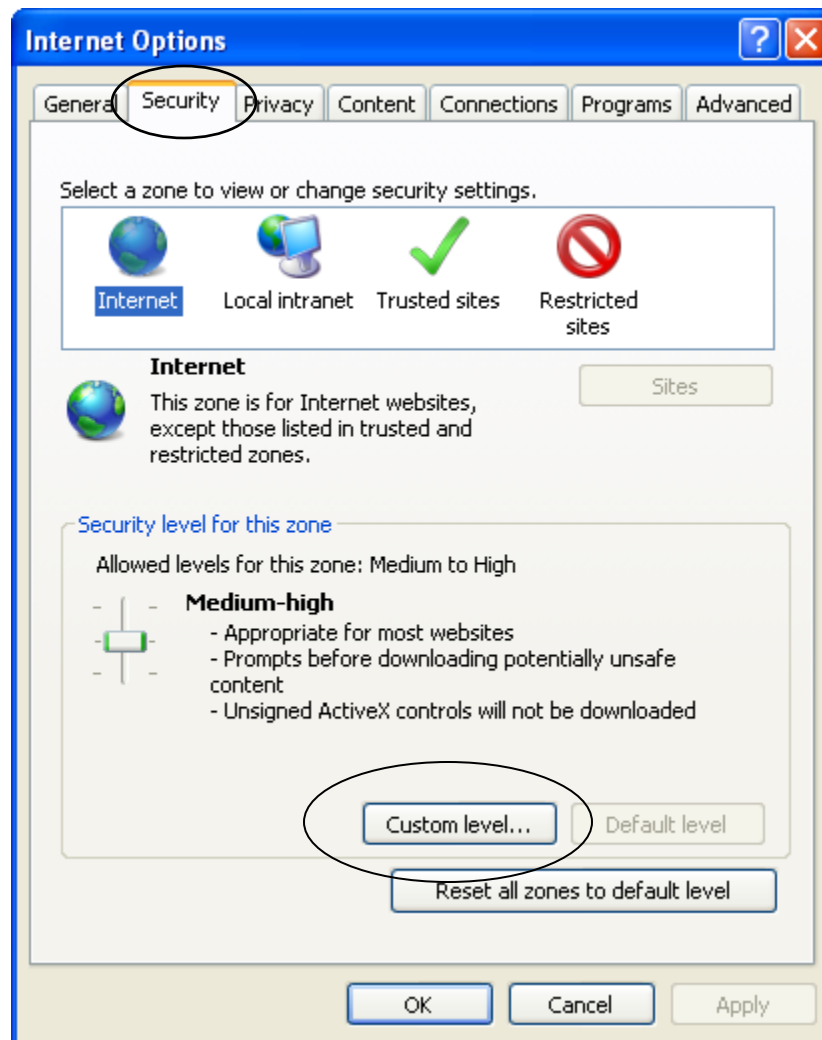 Internet Options
General Security Privacy Content Connections Programs Advanced
Select a zone to view or change security settings.
Internet Local intranet Trusted sites Restricted sites
Internet
Sites
This zone is for Internet websites,
except those listed in trusted and
restricted zones.
Security level for this zone
Allowed levels for this zone: Medium to High
Medium-high
- Appropriate for most websites
- Prompts before downloading potentially unsafe
content
- Unsigned ActiveX controls will not be downloaded
Custom level... Default level
Reset all zones to default level
OK Cancel Apply